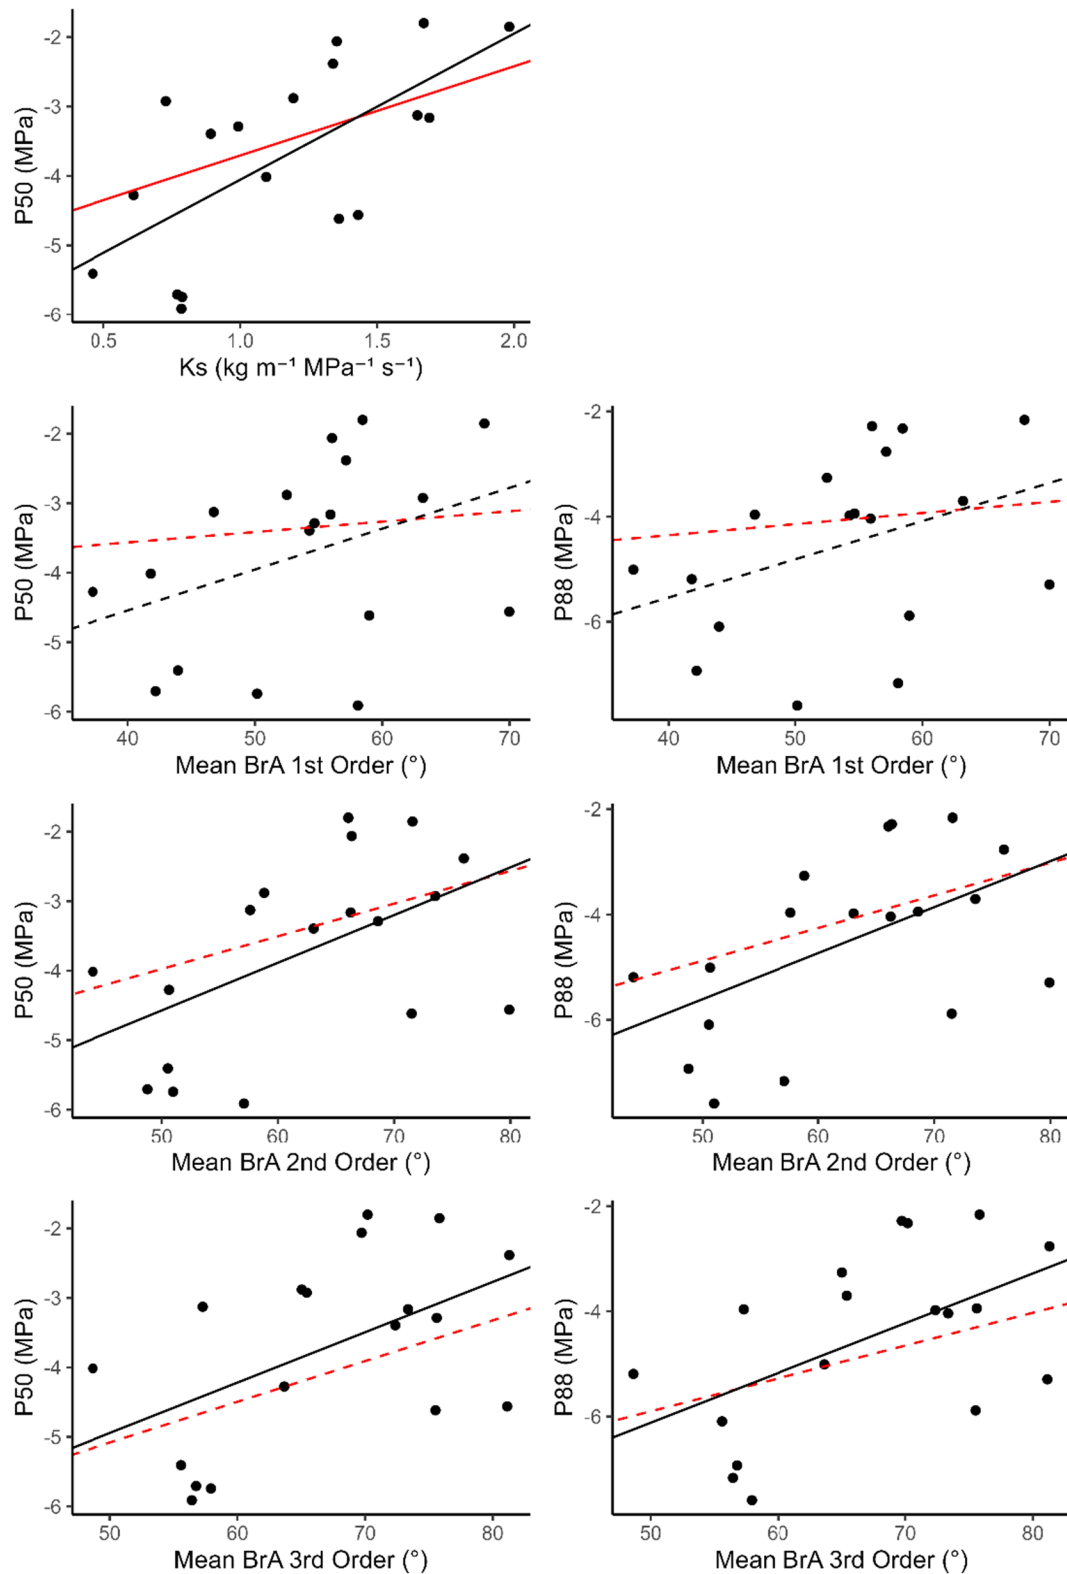 -2
-3
-4
-5
-6
P50 (MPa)
0.5 1.0 1.5 2.0
Ks (kg m⁻¹ MPa⁻¹ s⁻¹)
-2
-3
-4
-5
-6
P50 (MPa)
40 50 60 70
Mean BrA 1st Order (°)
-2
-4
-6
P88 (MPa)
40 50 60 70
Mean BrA 1st Order (°)
-2
-3
-4
-5
-6
P50 (MPa)
50 60 70 80
Mean BrA 2nd Order (°)
-2
-4
-6
P88 (MPa)
50 60 70 80
Mean BrA 2nd Order (°)
-2
-3
-4
-5
-6
P50 (MPa)
50 60 70 80
Mean BrA 3rd Order (°)
-2
-4
-6
P88 (MPa)
50 60 70 80
Mean BrA 3rd Order (°)